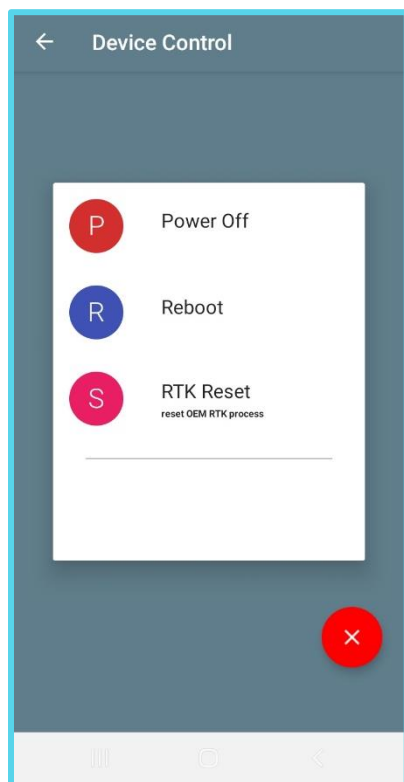 Device Control
P Power Off
R Reboot
S RTK Reset
reset OEM RTK process